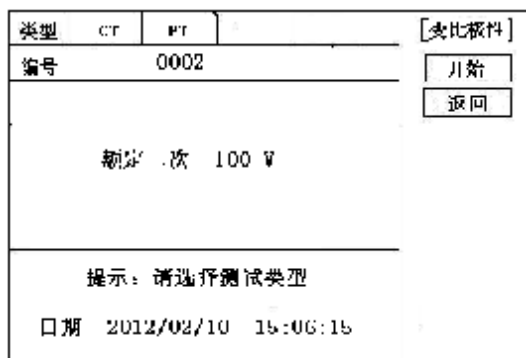 类型 CT PT [变比极性]
编号 0002 开始
返回
额定 次 100 V
提示：请选择测试类型
日期 2012/02/10 15:06:15